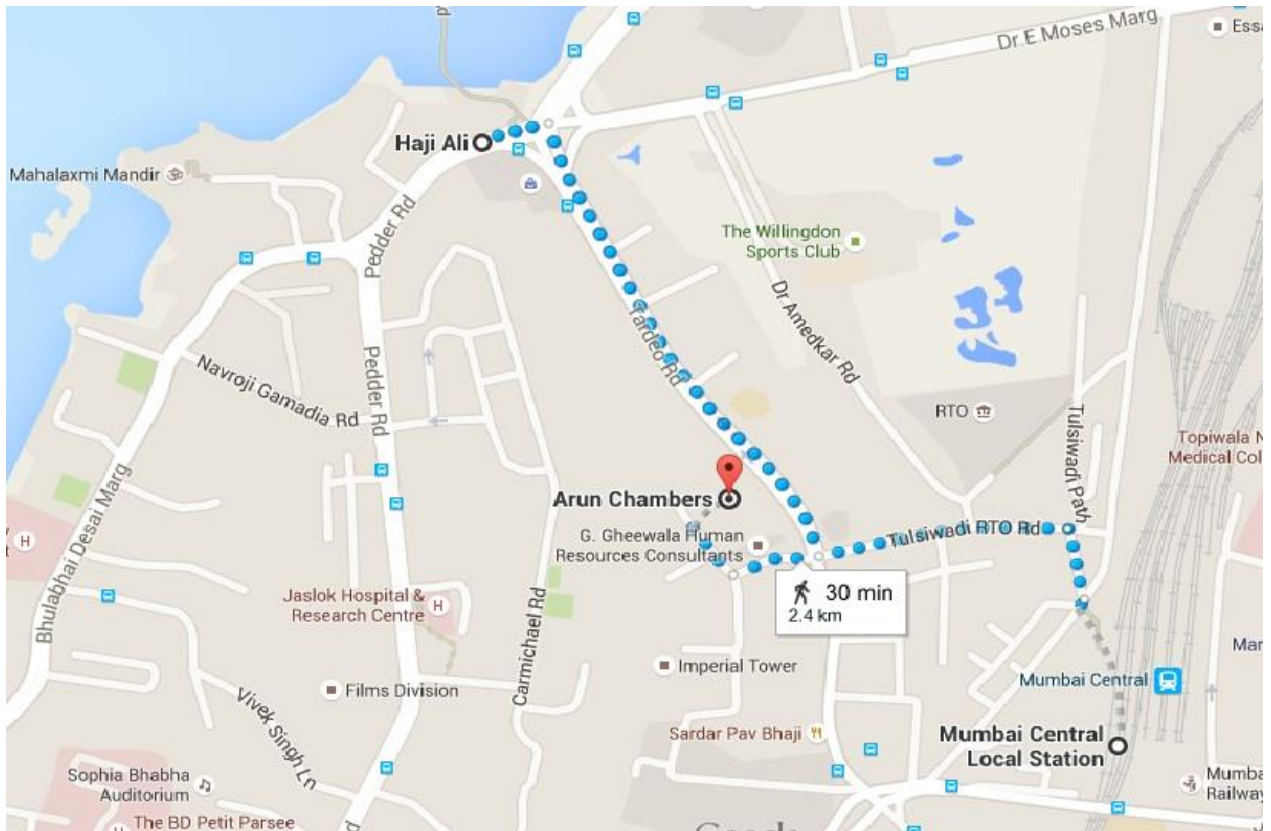 Dr E Moses Marg
Essa
Haji Ali
Mahalaxmi Mandir
Pedder Rd
The Willingdon
Sports Club
Dr Amedkar Rd
Tardeo Rd
Navroji Gamadia Rd
Pedder Rd
RTO
Tulsiwadi Path
Topiwala N
Medical Col
Arun Chambers
G. Gheewalla Human
Resources Consultants
Tulsiwadi RTO Rd
H
Bhulabhai Desai Marg
30 min
2.4 km
Jaslok Hospital &
Research Centre
H
Carmichael Rd
Imperial Tower
Mar
Films Division
Mumbai Central
Vivek Singh Ln
Sardar Pav Bhaji
Mumbai Central
Local Station
Sophia Bhabha
Auditorium
Mumba
Railway
The BD Petit Parsee
H